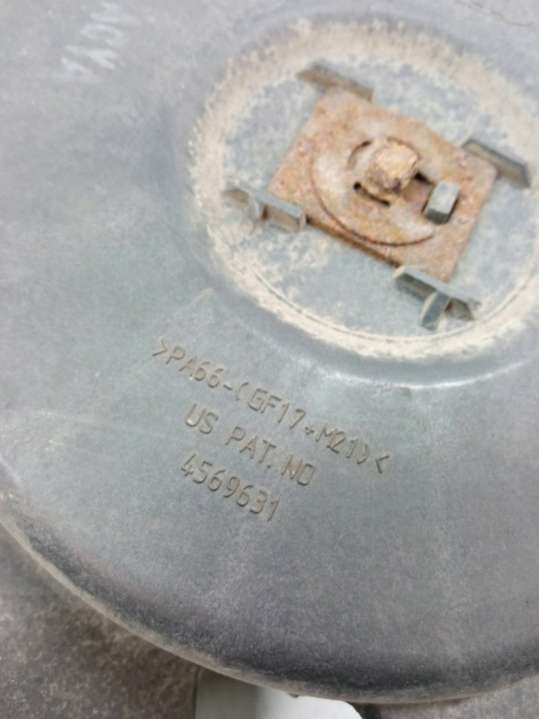 >PA66-(GF17+M21)<
US PAT. NO
4569631